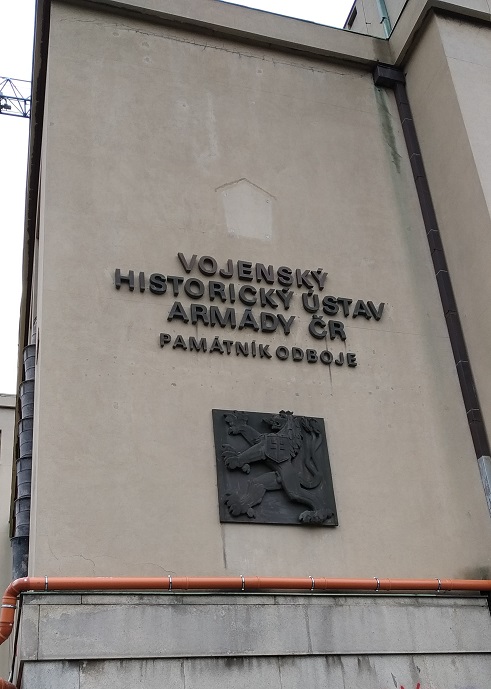 VOJENSKÝ
HISTORICKÝ ÚSTAV
ARMÁDY ČR
PAMÁTNÍK ODBOJE